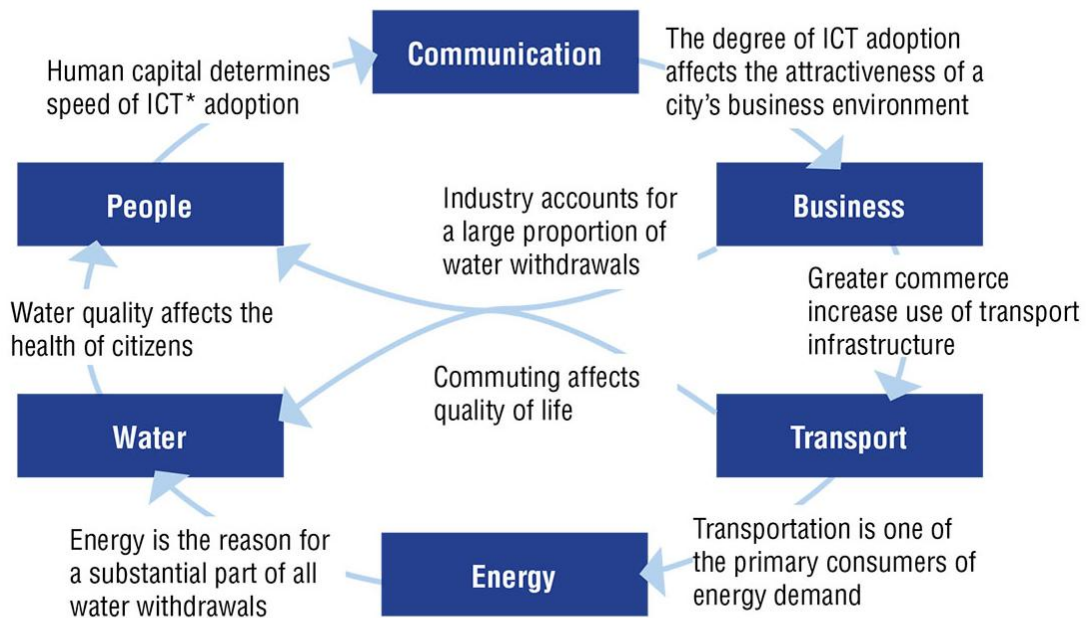 Communication
Human capital determines
speed of ICT* adoption
The degree of ICT adoption
affects the attractiveness of a
city's business environment
People
Industry accounts for
a large proportion of
water withdrawals
Business
Water quality affects the
health of citizens
Greater commerce
increase use of transport
infrastructure
Commuting affects
quality of life
Water
Transport
Energy is the reason for
a substantial part of all
water withdrawals
Energy
Transportation is one of
the primary consumers of
energy demand